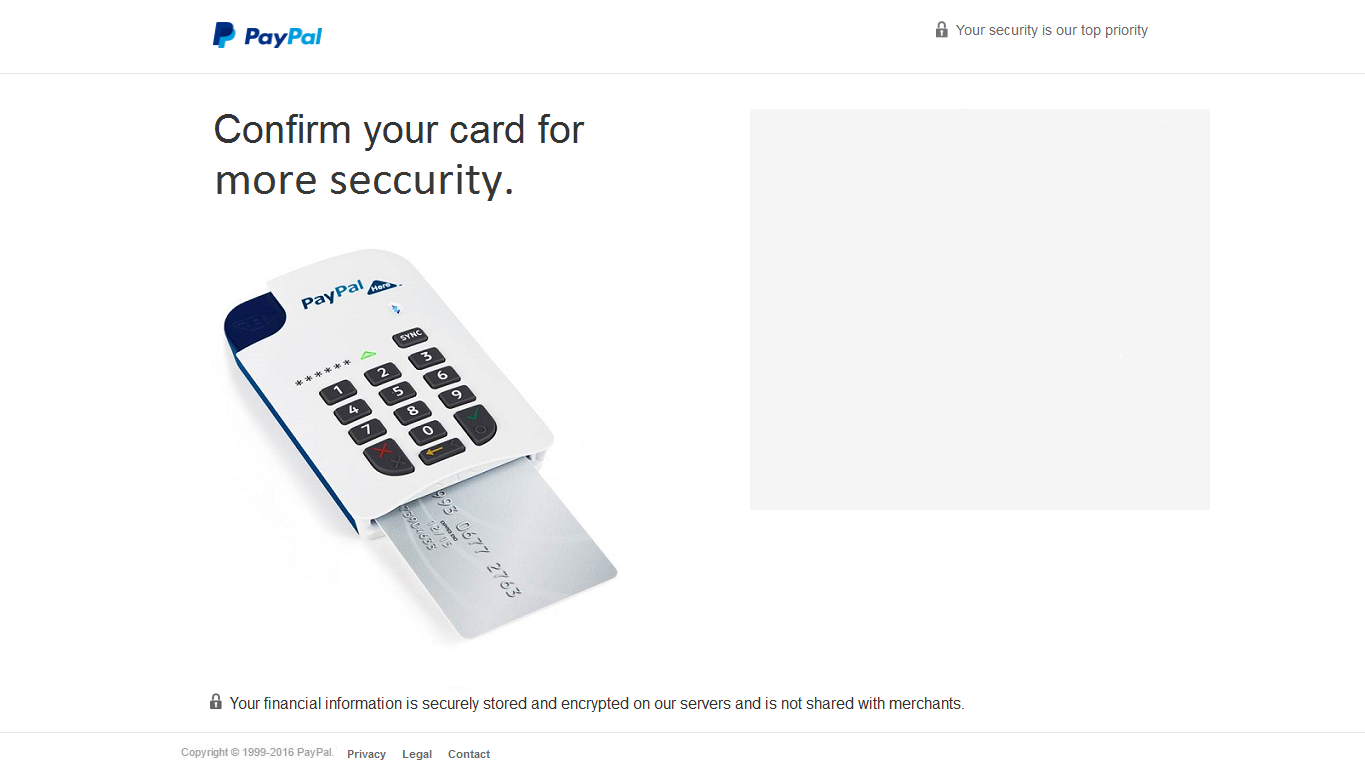 PayPal
Your security is our top priority
Confirm your card for
more seccurity.
PayPal Here
SYNC
******
1 2 3
4 5 6
7 8 9
0
993 0677 2763
12/15
Your financial information is securely stored and encrypted on our servers and is not shared with merchants.
Copyright © 1999-2016 PayPal. Privacy Legal Contact